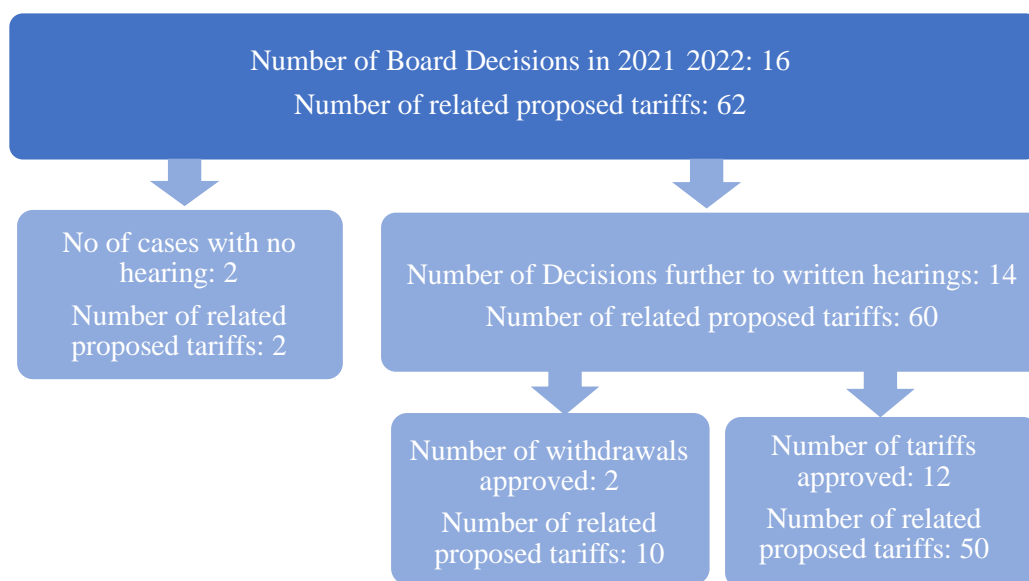 Number of Board Decisions in 2021 2022: 16
Number of related proposed tariffs: 62
No of cases with no
hearing: 2
Number of related
proposed tariffs: 2
Number of Decisions further to written hearings: 14
Number of related proposed tariffs: 60
Number of withdrawals
approved: 2
Number of related
proposed tariffs: 10
Number of tariffs
approved: 12
Number of related
proposed tariffs: 50